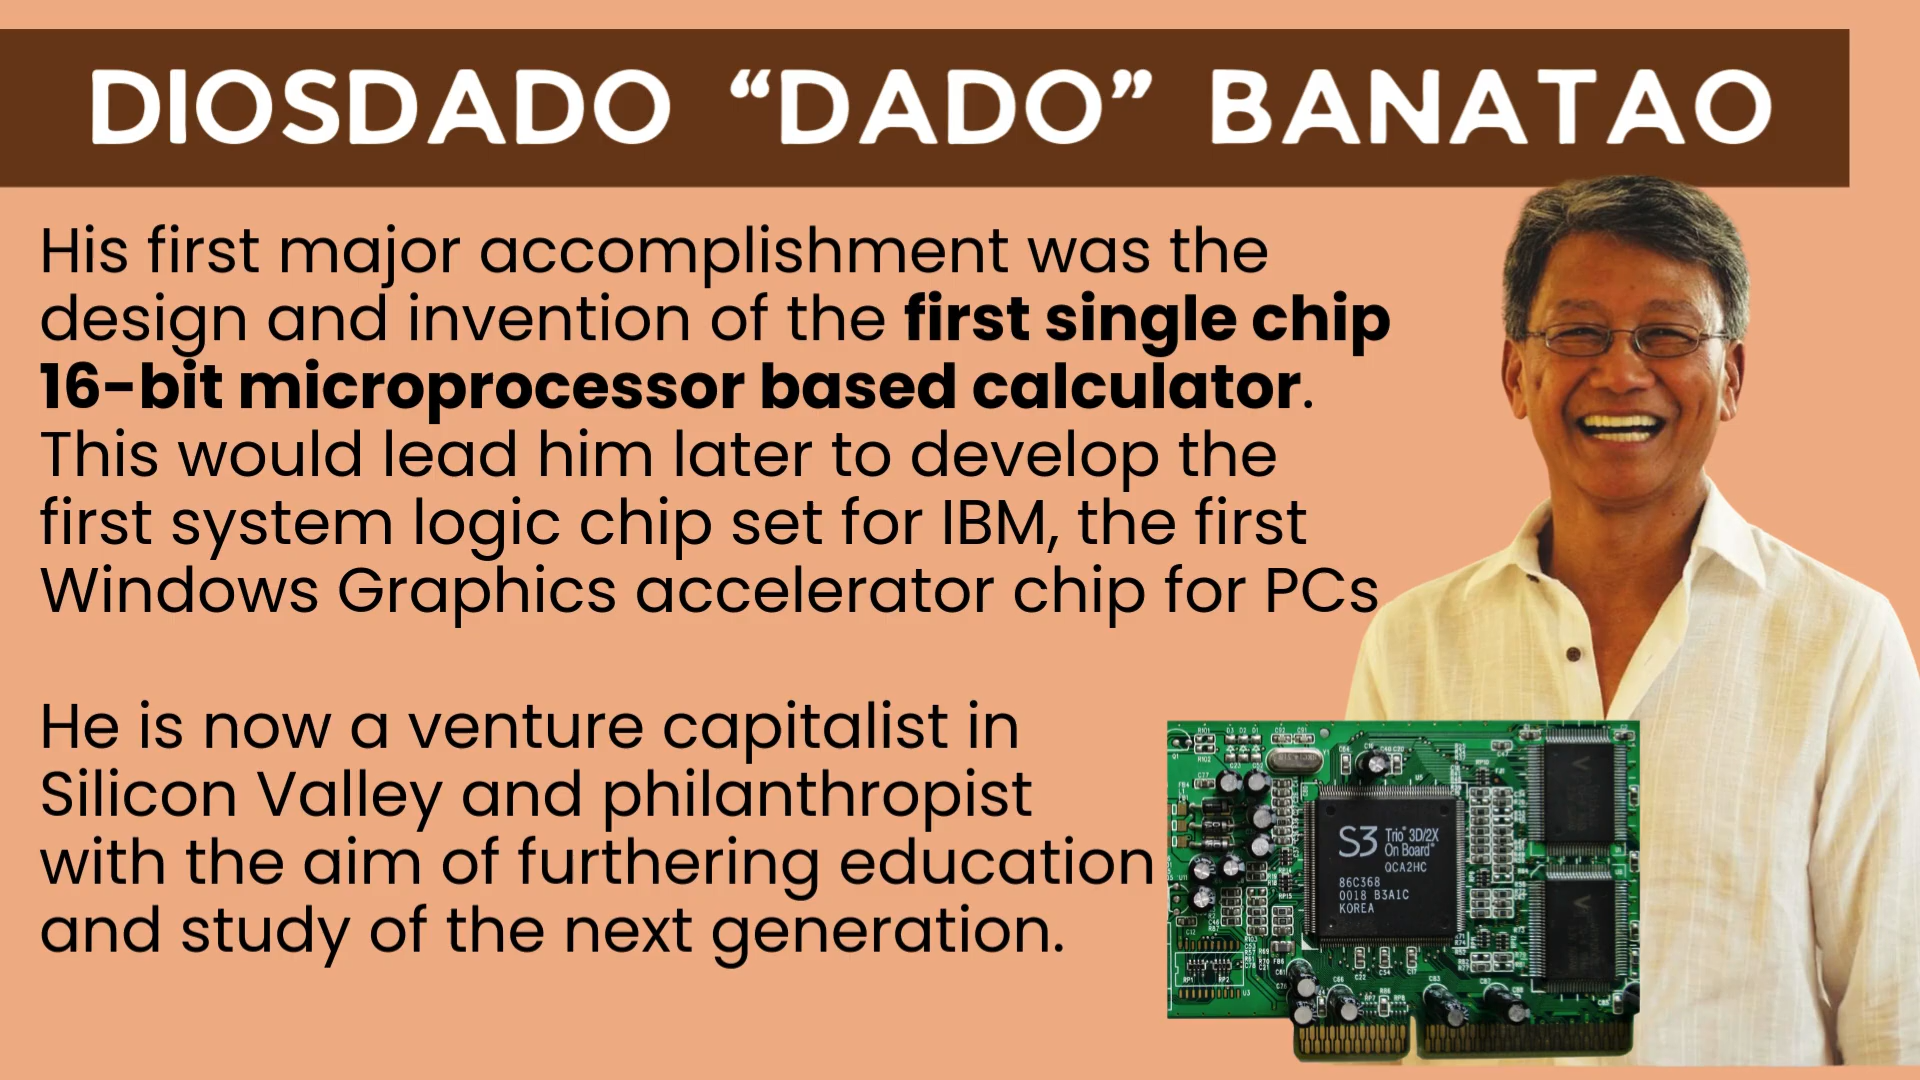 DIOSDADO “DADO” BANATAO
His first major accomplishment was the
design and invention of the first single chip
16-bit microprocessor based calculator.
This would lead him later to develop the
first system logic chip set for IBM, the first
Windows Graphics accelerator chip for PCs
He is now a venture capitalist in
Silicon Valley and philanthropist
with the aim of furthering education
and study of the next generation.
S3 Trio 3D/2X
On Board
QCA2HC
86C368
0018 B3A1C
KOREA